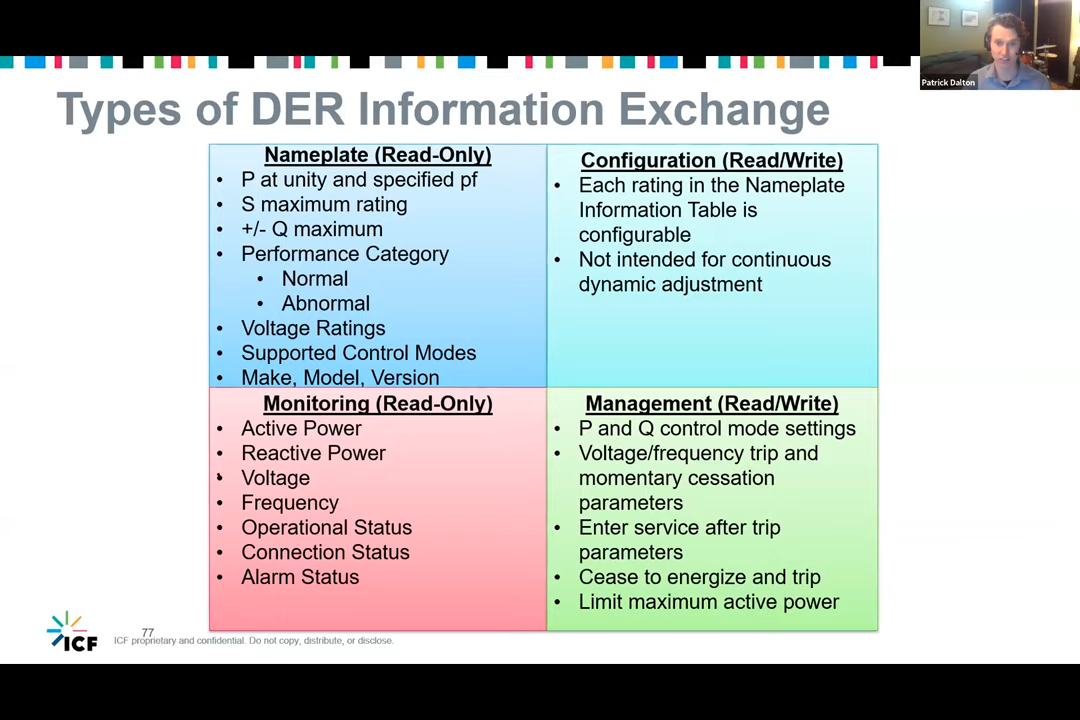 Patrick Dalton
Types of DER Information Exchange
Nameplate (Read-Only)
• P at unity and specified pf
• S maximum rating
• +/- Q maximum
• Performance Category
• Normal
• Abnormal
• Voltage Ratings
• Supported Control Modes
• Make, Model, Version
Configuration (Read/Write)
• Each rating in the Nameplate
Information Table is
configurable
• Not intended for continuous
dynamic adjustment
Monitoring (Read-Only)
• Active Power
• Reactive Power
• Voltage
• Frequency
• Operational Status
• Connection Status
• Alarm Status
Management (Read/Write)
• P and Q control mode settings
• Voltage/frequency trip and
momentary cessation
parameters
• Enter service after trip
parameters
• Cease to energize and trip
• Limit maximum active power
ICF
77
ICF proprietary and confidential. Do not copy, distribute, or disclose.